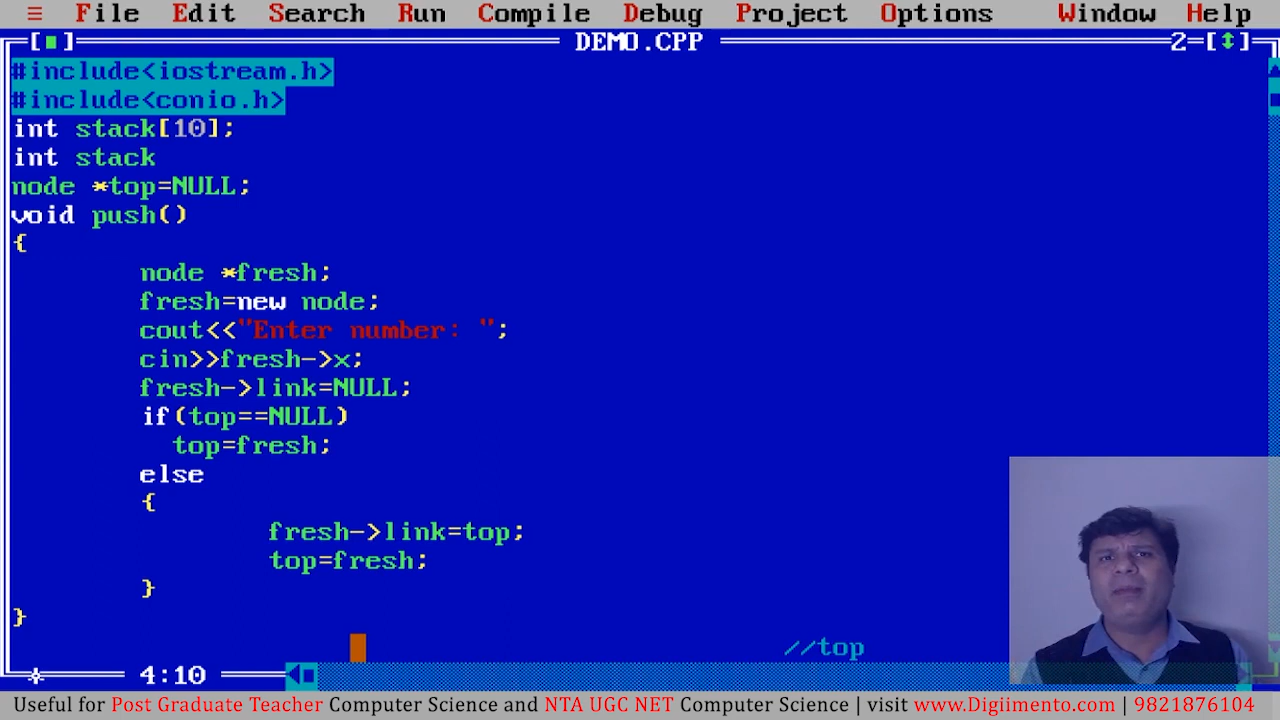 ≡ File Edit Search Run Compile Debug Project Options Window Help
[■] DEMO.CPP 2=[↕]
#include<iostream.h>
#include<conio.h>
int stack[10];
int stack
node *top=NULL;
void push()
{
node *fresh;
fresh=new node;
cout<<"Enter number: ";
cin>>fresh->x;
fresh->link=NULL;
if(top==NULL)
top=fresh;
else
{
fresh->link=top;
top=fresh;
}
}
//top
4:10
Useful for Post Graduate Teacher Computer Science and NTA UGC NET Computer Science | visit www.Digiimento.com | 9821876104